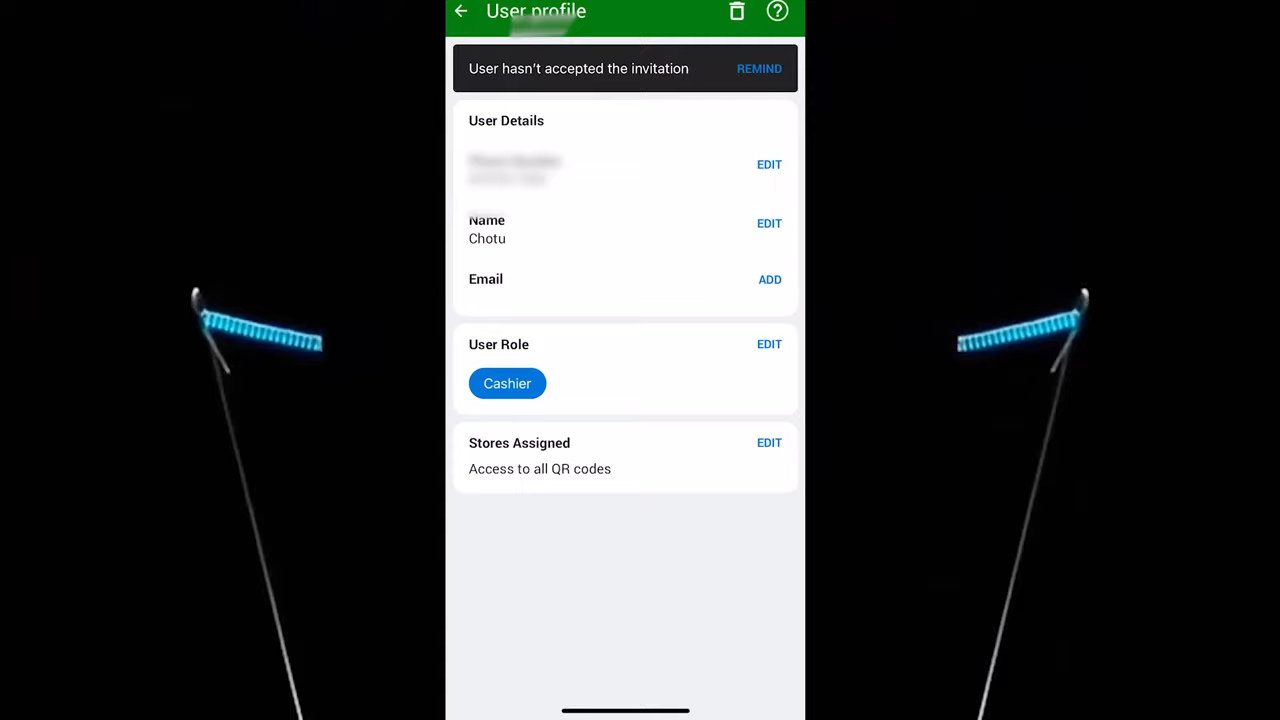 User profile
User hasn't accepted the invitation
REMIND
User Details
EDIT
Name
EDIT
Chotu
Email
ADD
User Role
EDIT
Cashier
Stores Assigned
EDIT
Access to all QR codes